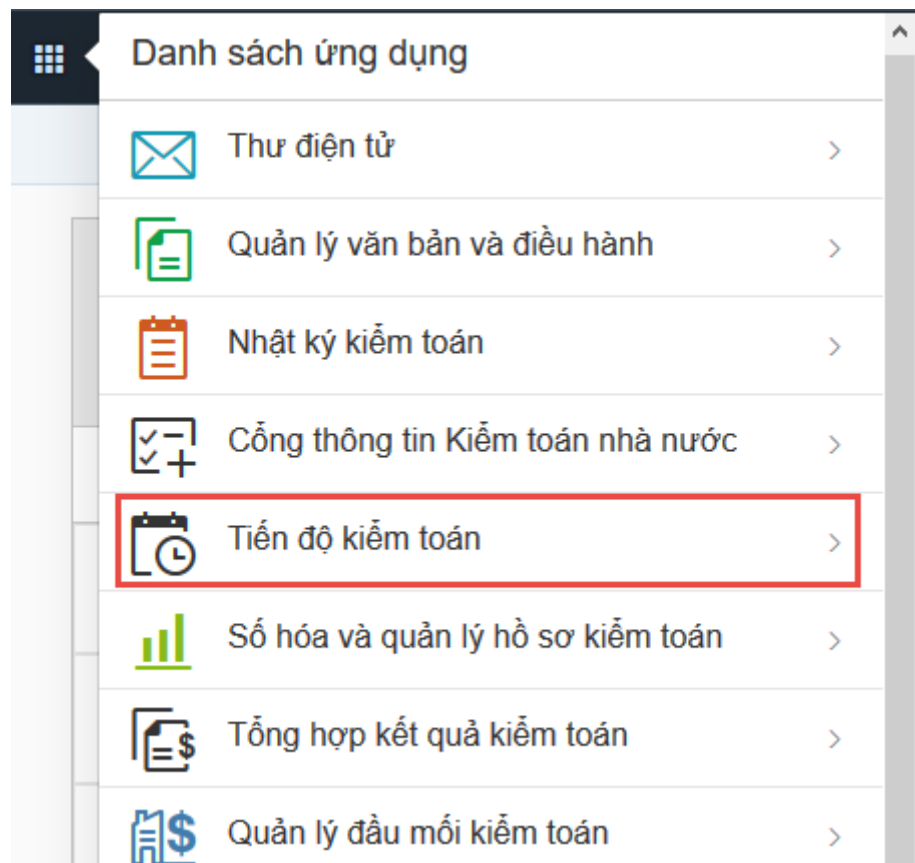 Danh sách ứng dụng
Thư điện tử
Quản lý văn bản và điều hành
Nhật ký kiểm toán
Cổng thông tin Kiểm toán nhà nước
Tiến độ kiểm toán
Số hóa và quản lý hồ sơ kiểm toán
Tổng hợp kết quả kiểm toán
Quản lý đầu mối kiểm toán